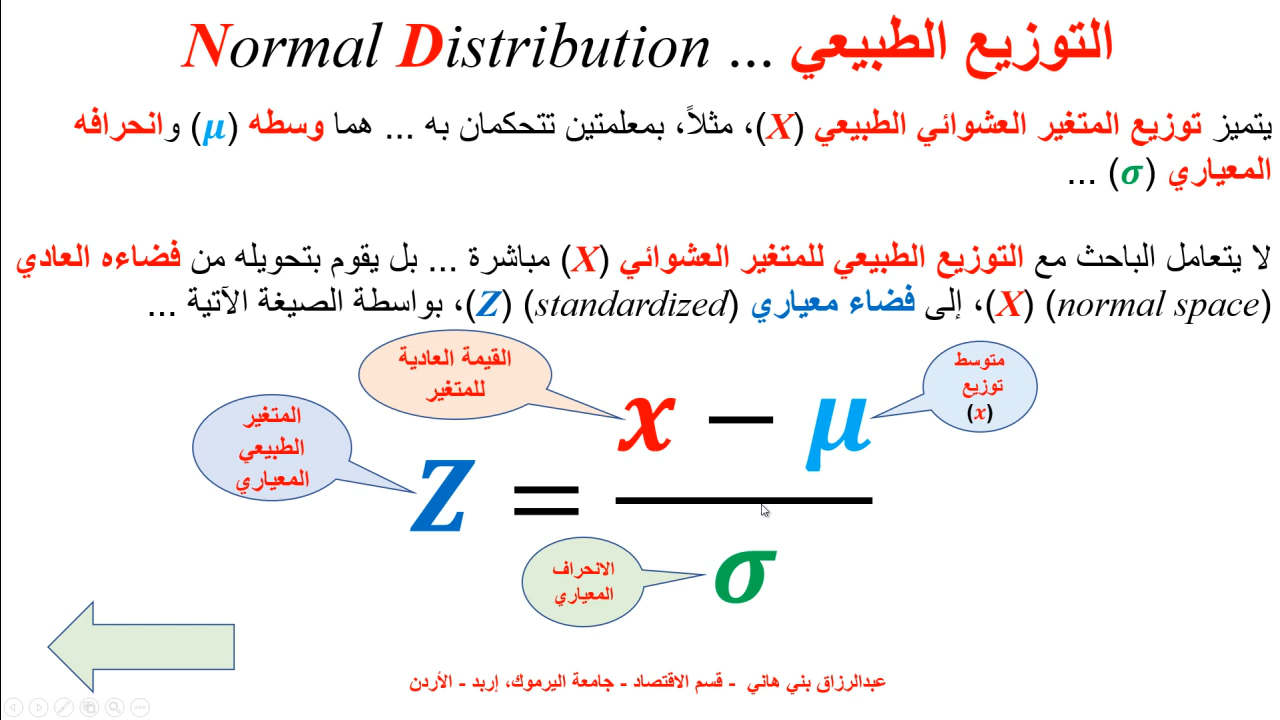 التوزيع الطبيعي ... Normal Distribution
يتميز توزيع المتغير العشوائي الطبيعي (X)، مثلاً، بمعلمتين تتحكمان به ... هما وسطه (μ) وانحرافه
المعياري (σ) ...
لا يتعامل الباحث مع التوزيع الطبيعي للمتغير العشوائي (X) مباشرة ... بل يقوم بتحويله من فضاءه العادي
(normal space) (X)، إلى فضاء معياري (standardized) (Z)، بواسطة الصيغة الآتية ...
القيمة العادية
للمتغير
متوسط
توزيع
(x)
المتغير
الطبيعي
المعياري
x − μ
Z =
σ
الانحراف
المعياري
عبدالرزاق بني هاني - قسم الاقتصاد - جامعة اليرموك، إربد - الأردن